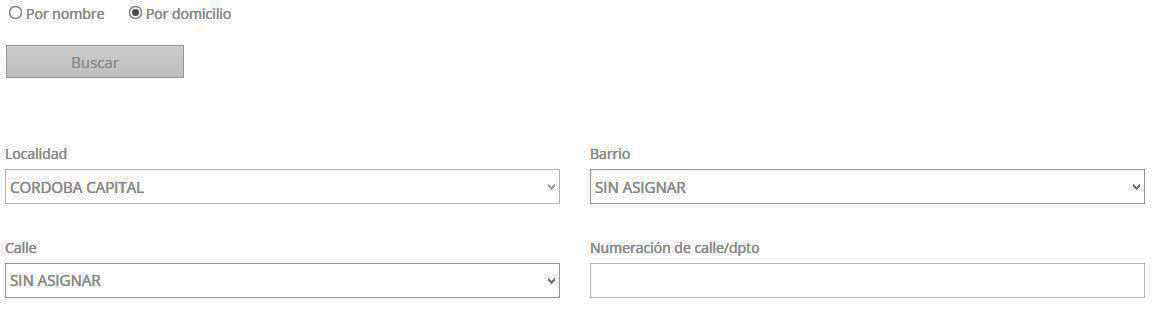 Por nombre Por domicilio
Buscar
Localidad Barrio
CORDOBA CAPITAL SIN ASIGNAR
Calle Numeración de calle/dpto
SIN ASIGNAR